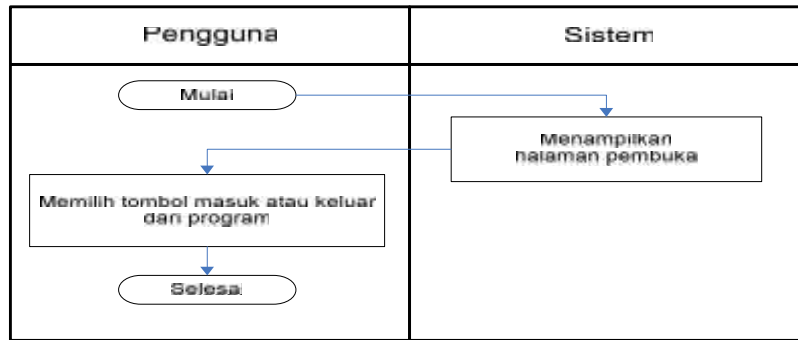 Pengguna
Sistem
Mulai
Menampilkan
halaman pembuka
Memilih tombol masuk atau keluar
dari program
Selesai